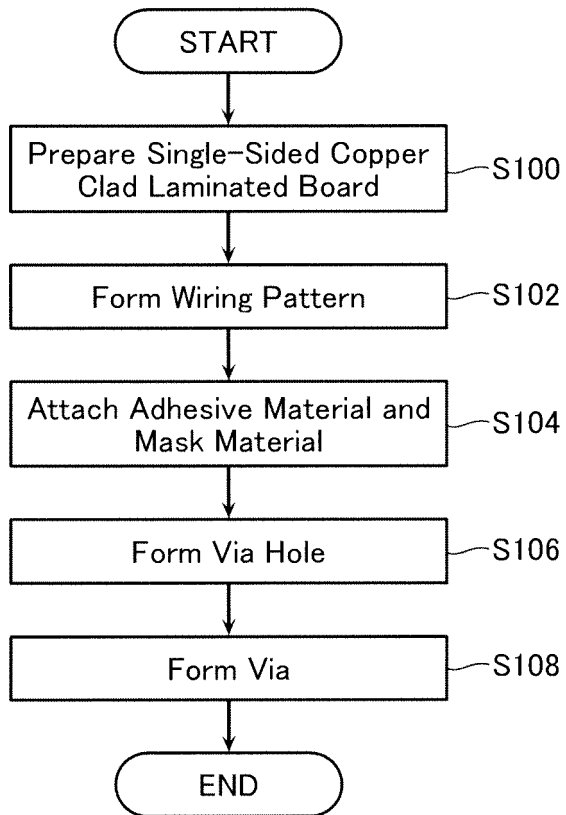 START
Prepare Single-Sided Copper
Clad Laminated Board
S100
Form Wiring Pattern
S102
Attach Adhesive Material and
Mask Material
S104
Form Via Hole
S106
Form Via
S108
END